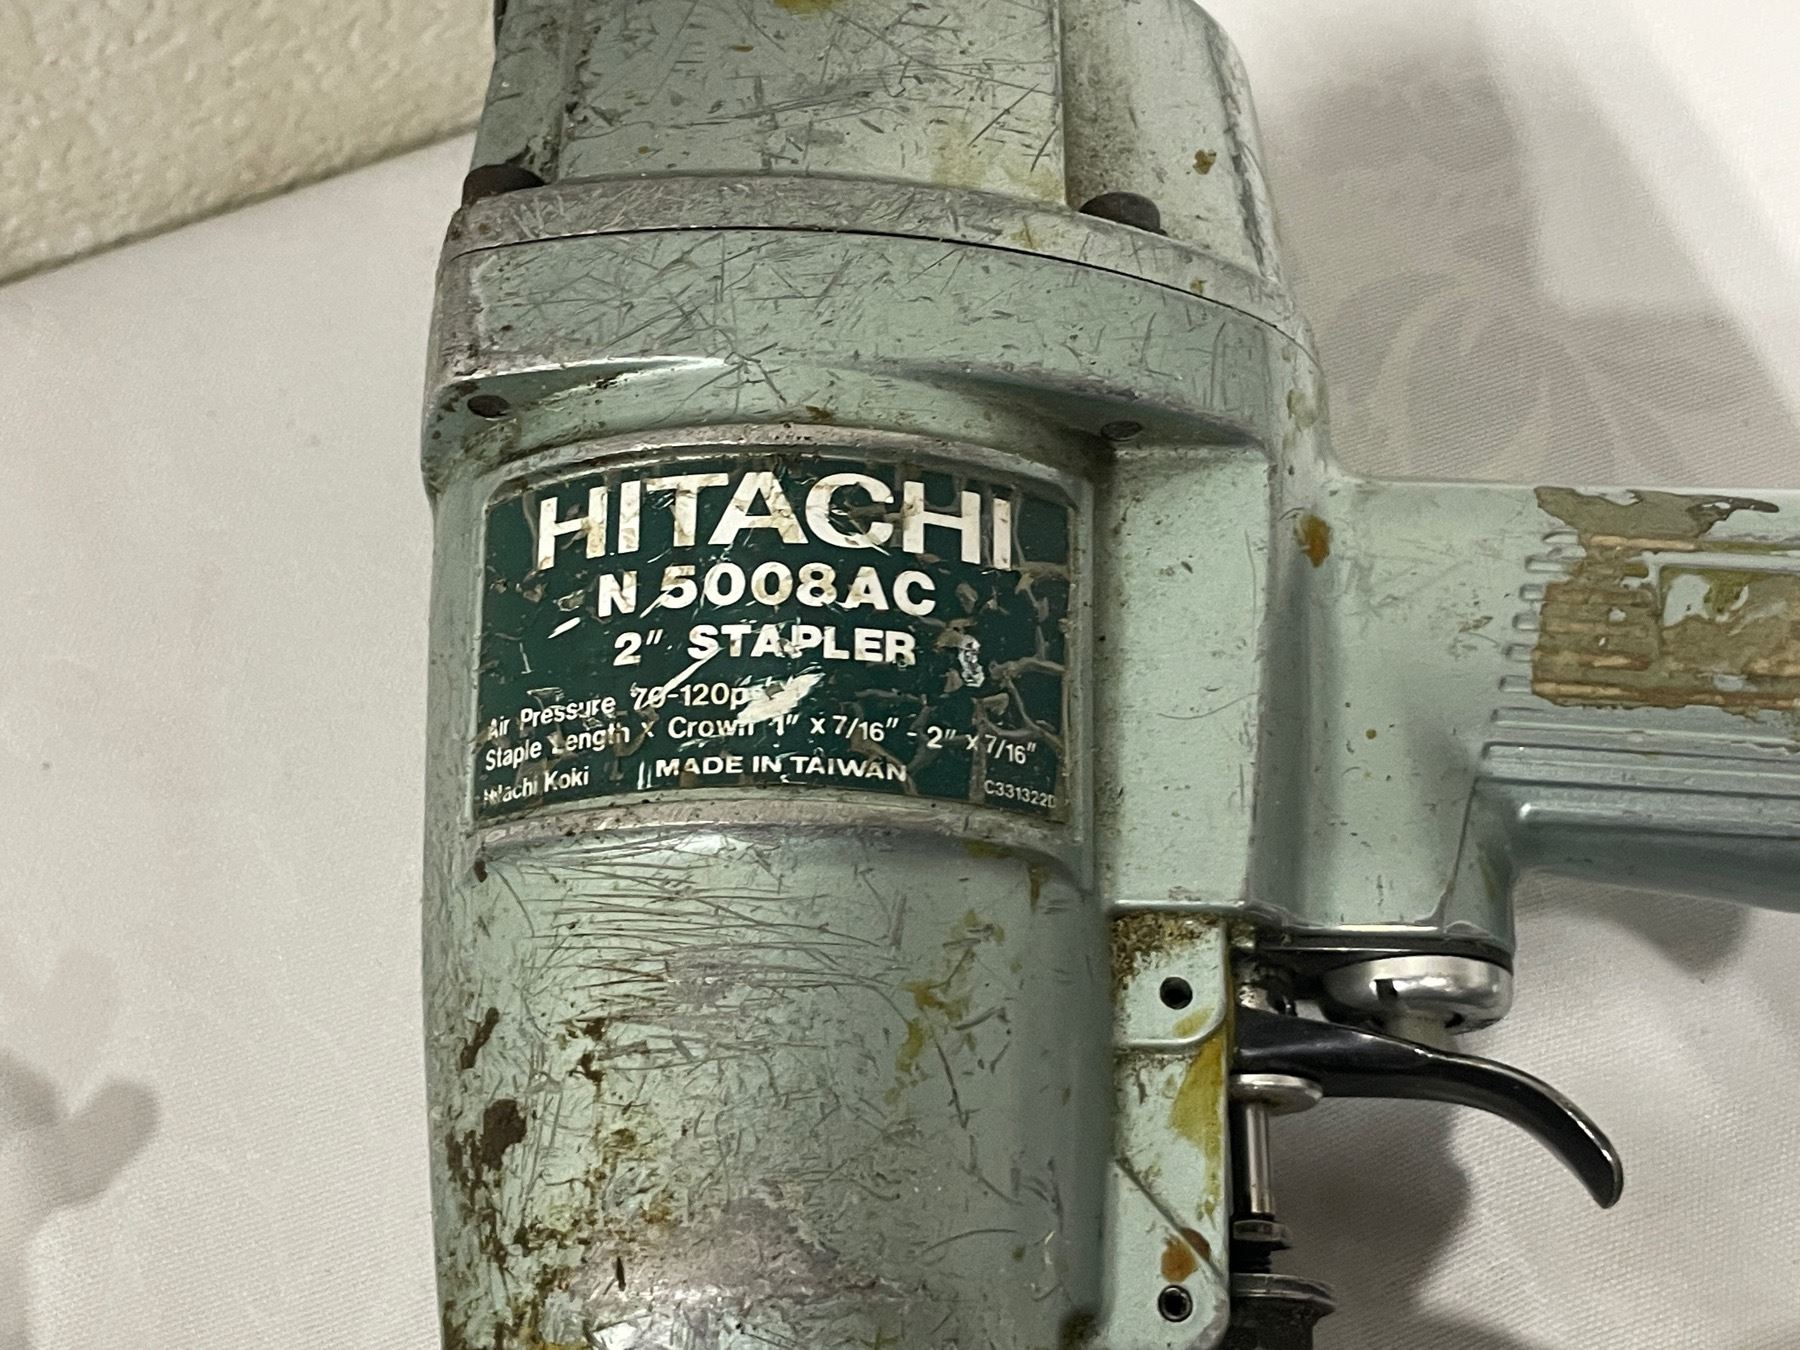 HITACHI
N 5008AC
2" STAPLER
Air Pressure 70-120psi
Staple Length x Crown 1" x 7/16" - 2" x 7/16"
Hitachi Koki MADE IN TAIWAN C331322D